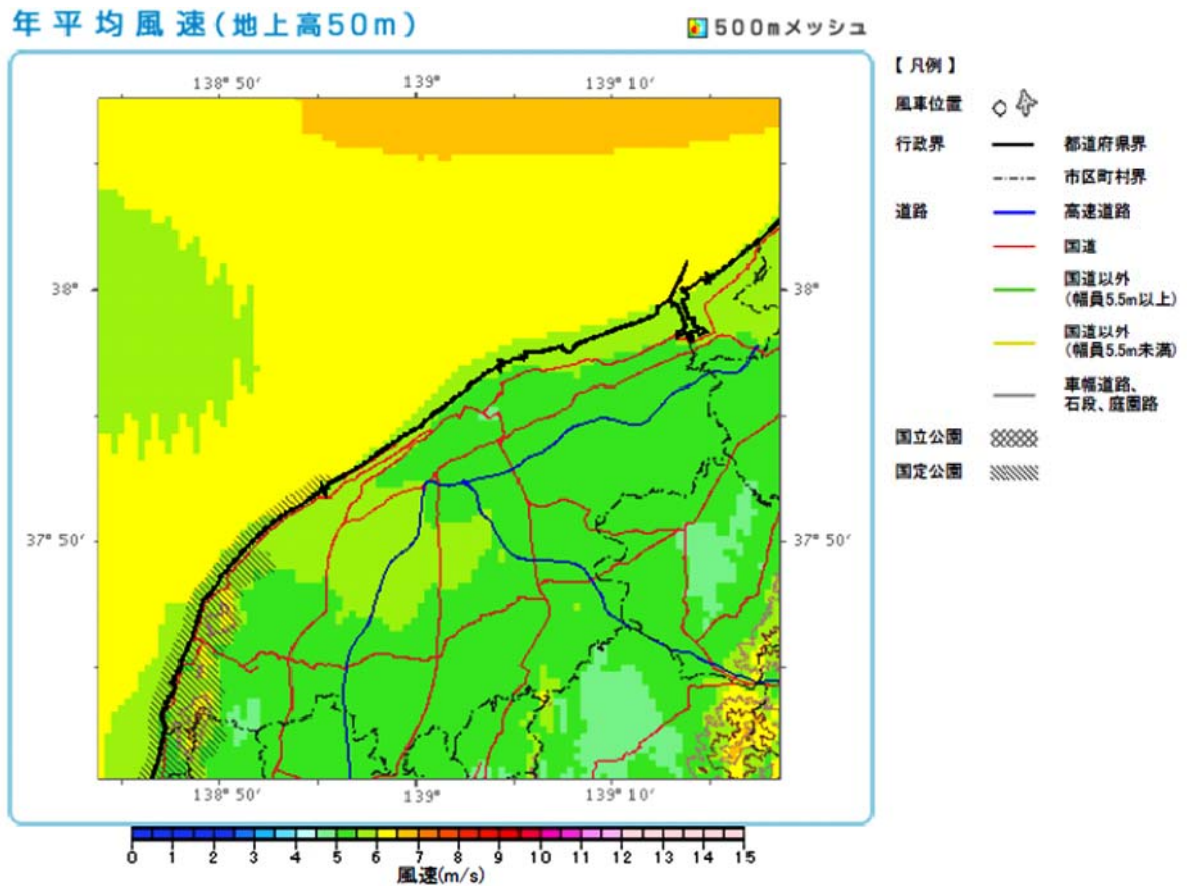 年平均風速(地上高50m)
500mメッシュ
138° 50′ 139° 139° 10′
38° 38°
37° 50′ 37° 50′
138° 50′ 139° 139° 10′
0 1 2 3 4 5 6 7 8 9 10 11 12 13 14 15
風速(m/s)
【 凡例 】
風車位置
行政界 都道府県界
市区町村界
道路 高速道路
国道
国道以外
(幅員5.5m以上)
国道以外
(幅員5.5m未満)
車幅道路、
石段、庭園路
国立公園
国定公園